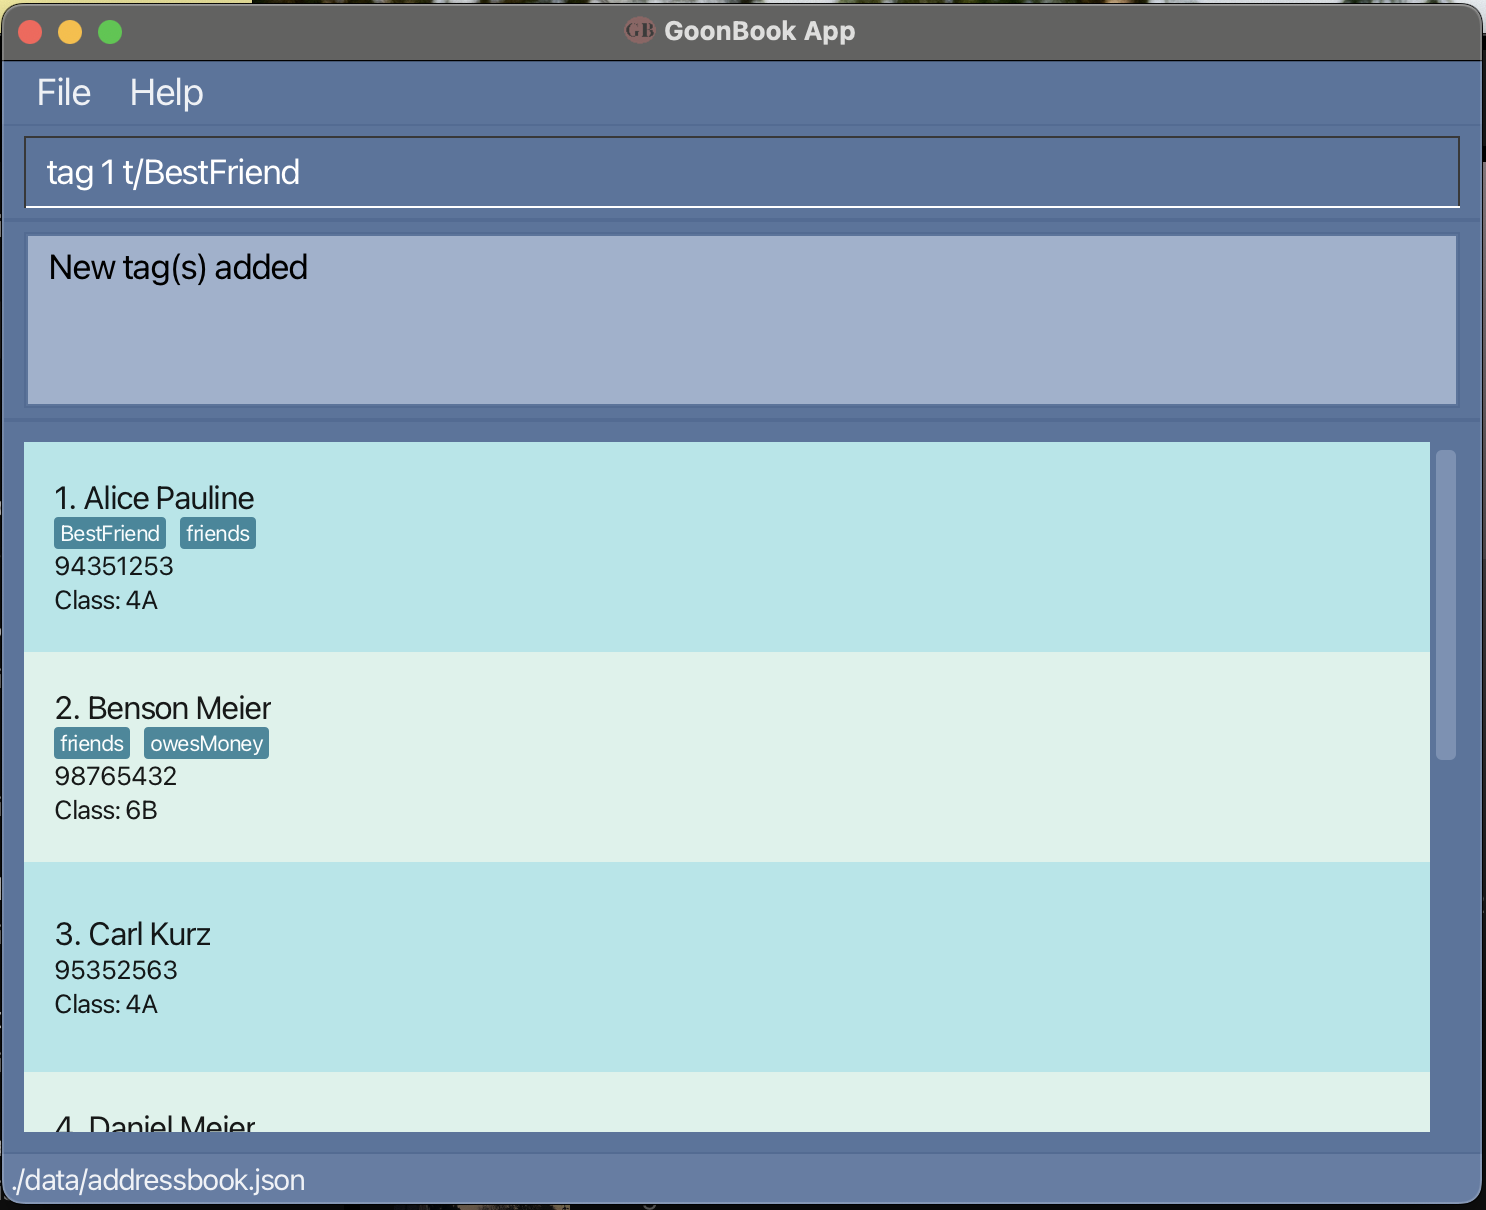 GB GoonBook App
File Help
tag 1 t/BestFriend
New tag(s) added
1. Alice Pauline
BestFriend friends
94351253
Class: 4A
2. Benson Meier
friends owesMoney
98765432
Class: 6B
3. Carl Kurz
95352563
Class: 4A
4. Daniel Meier
./data/addressbook.json